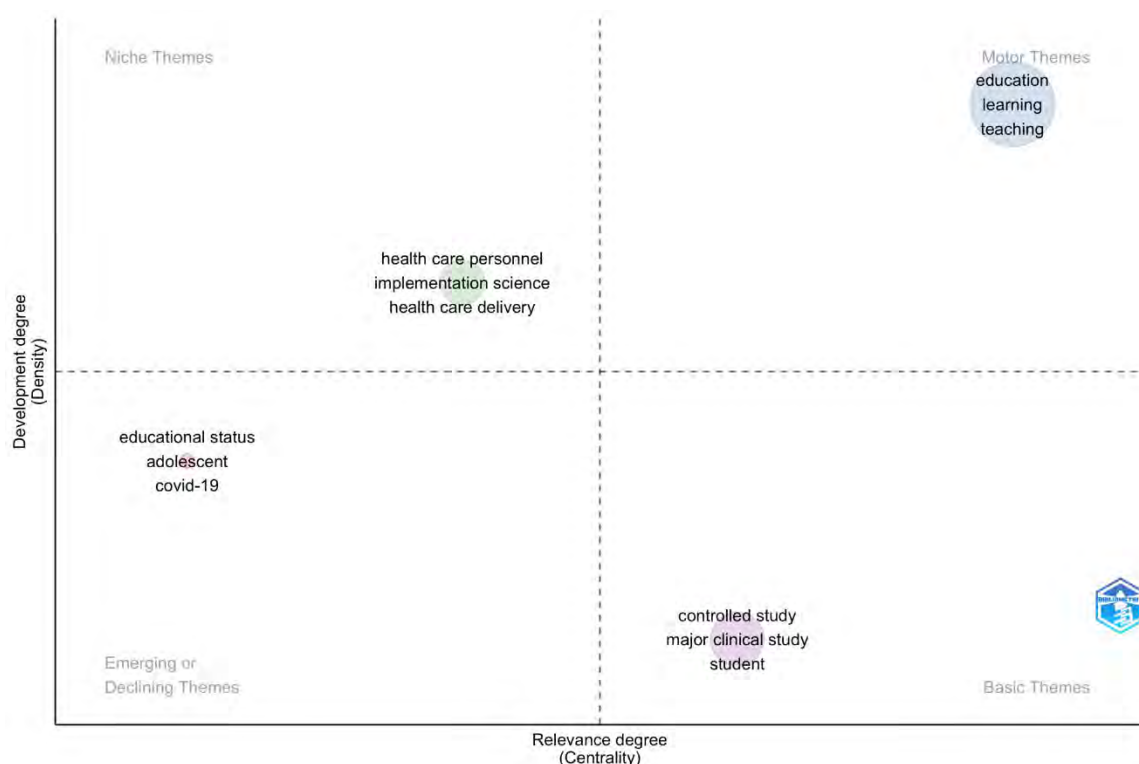 Niche Themes
Motor Themes
education
learning
teaching
health care personnel
implementation science
health care delivery
educational status
adolescent
covid-19
controlled study
major clinical study
student
Emerging or
Declining Themes
Basic Themes
Development degree
(Density)
Relevance degree
(Centrality)